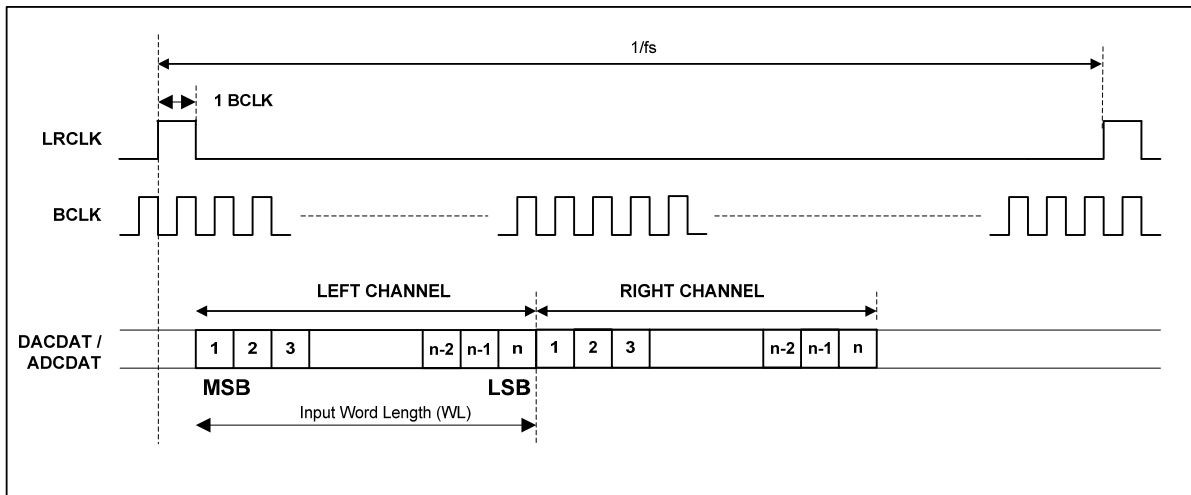 1/fs
1 BCLK
LRCLK
BCLK
LEFT CHANNEL
RIGHT CHANNEL
DACDAT /
ADCDAT
1 2 3 n-2 n-1 n 1 2 3 n-2 n-1 n
MSB
LSB
Input Word Length (WL)